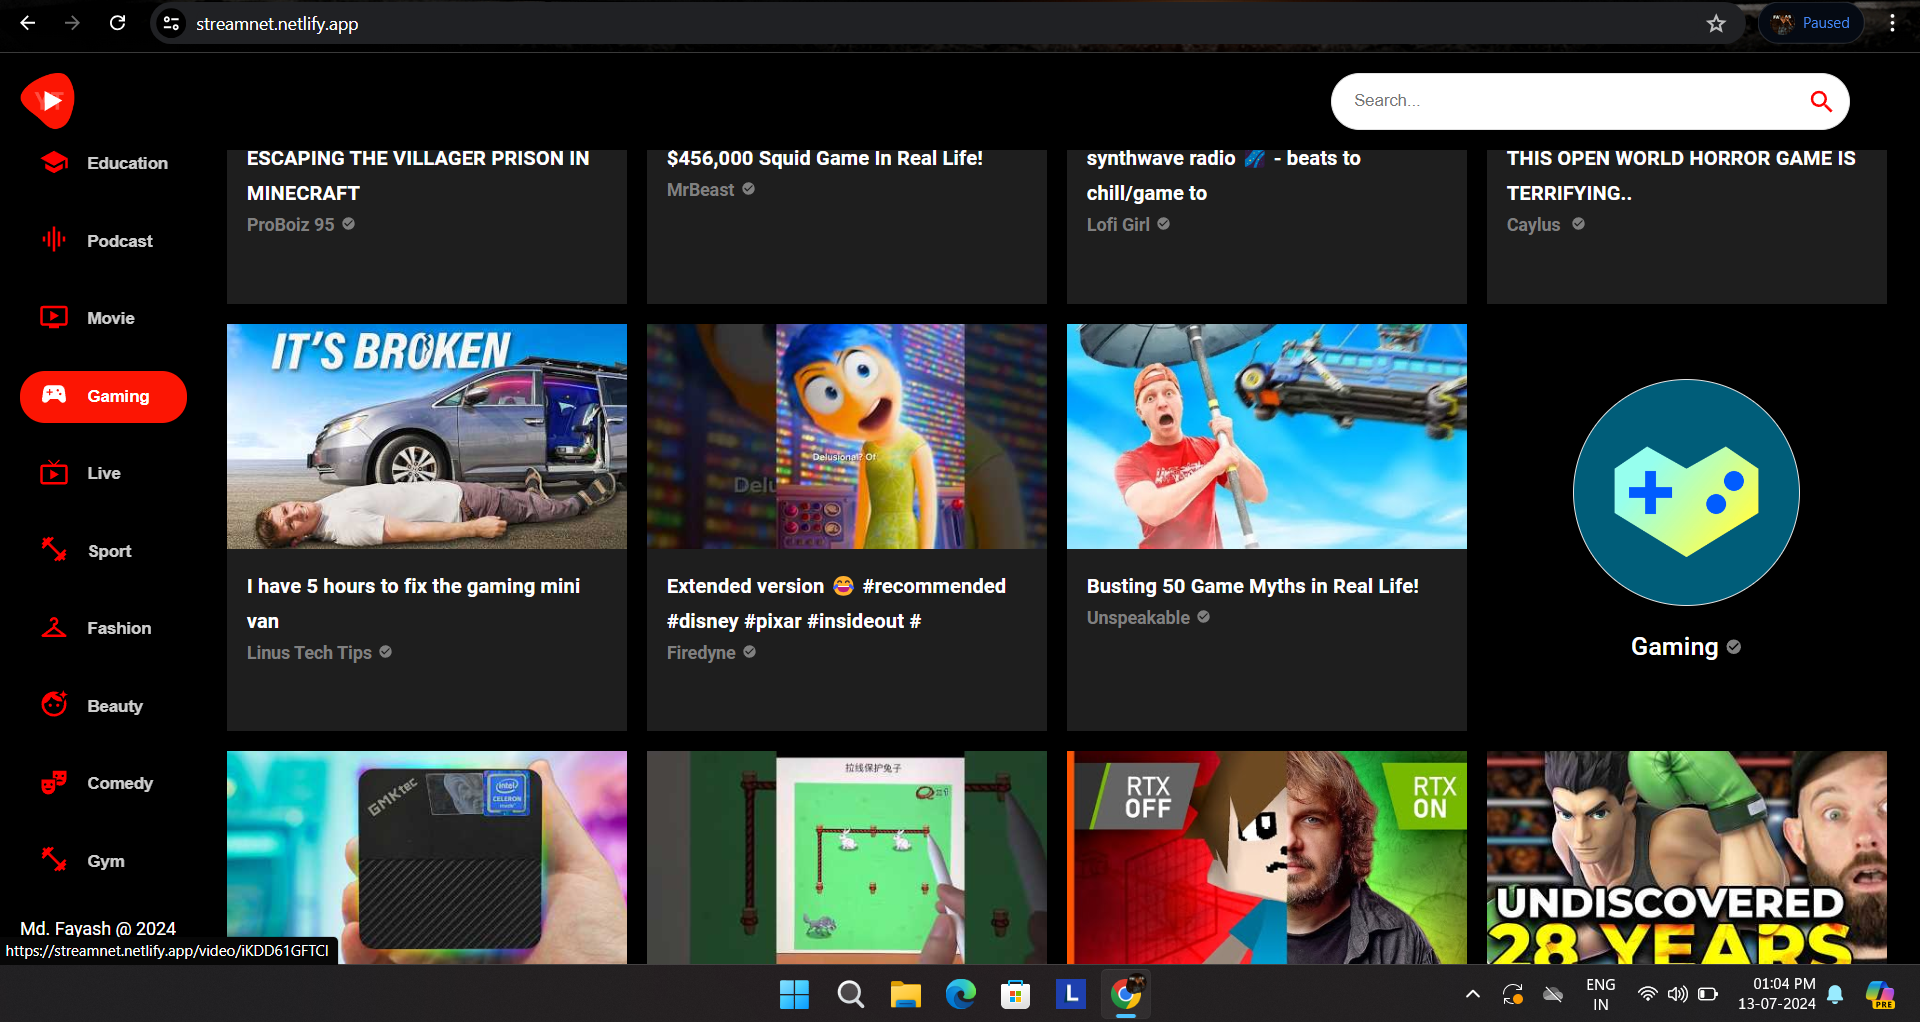 streamnet.netlify.app
Paused
Search...
Education
Podcast
Movie
Gaming
Live
Sport
Fashion
Beauty
Comedy
Gym
Md. Fayash @ 2024
https://streamnet.netlify.app/video/iKDD61GFTCI
ESCAPING THE VILLAGER PRISON IN
MINECRAFT
ProBoiz 95
$456,000 Squid Game In Real Life!
MrBeast
synthwave radio 🌌 - beats to
chill/game to
Lofi Girl
THIS OPEN WORLD HORROR GAME IS
TERRIFYING..
Caylus
IT'S BROKEN
I have 5 hours to fix the gaming mini
van
Linus Tech Tips
Delusional? Of
Delu
Extended version 😂 #recommended
#disney #pixar #insideout #
Firedyne
Busting 50 Game Myths in Real Life!
Unspeakable
Gaming
GMKtec
intel
CELERON
inside
拉线保护兔子
RTX
OFF
RTX
ON
UNDISCOVERED
28 YEARS
L
ENG
IN
01:04 PM
13-07-2024
PRE